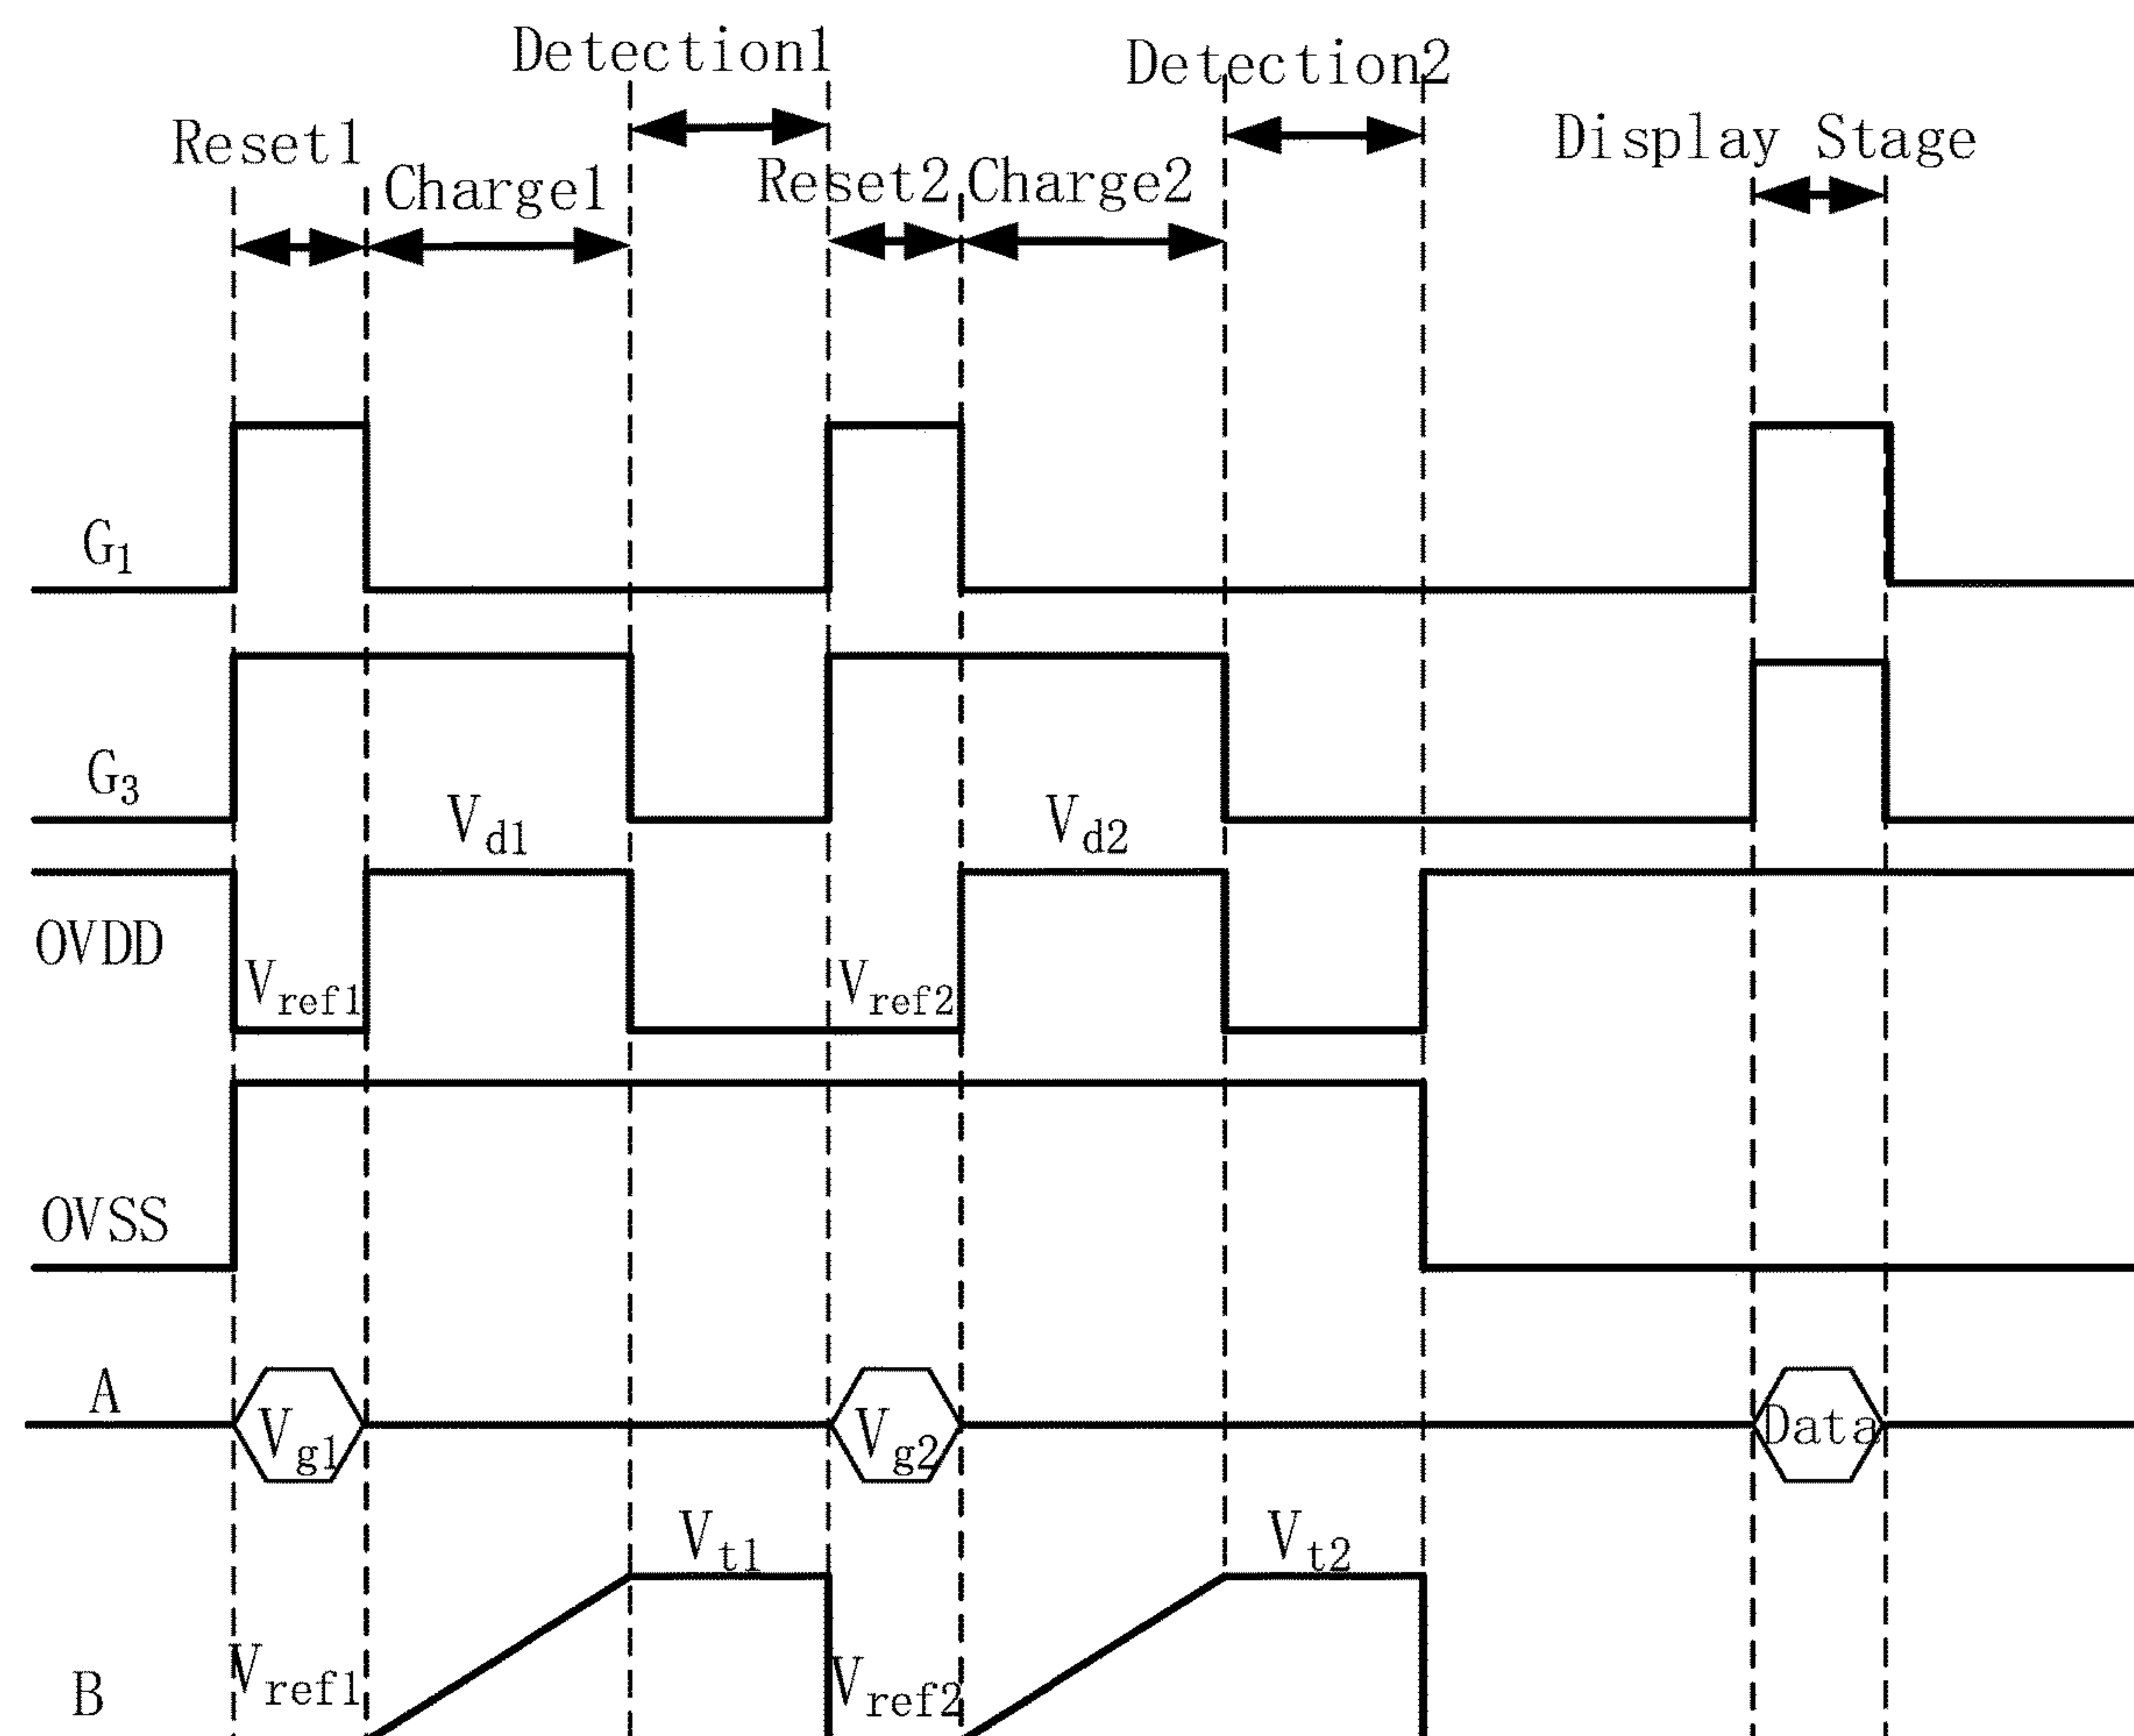 Detection1
Detection2
Reset1
Display Stage
Charge1
Reset2
Charge2
G1
G3
Vd1
Vd2
OVDD
Vref1
Vref2
OVSS
A
Vg1
Vg2
Data
Vt1
Vt2
B
Vref1
Vref2